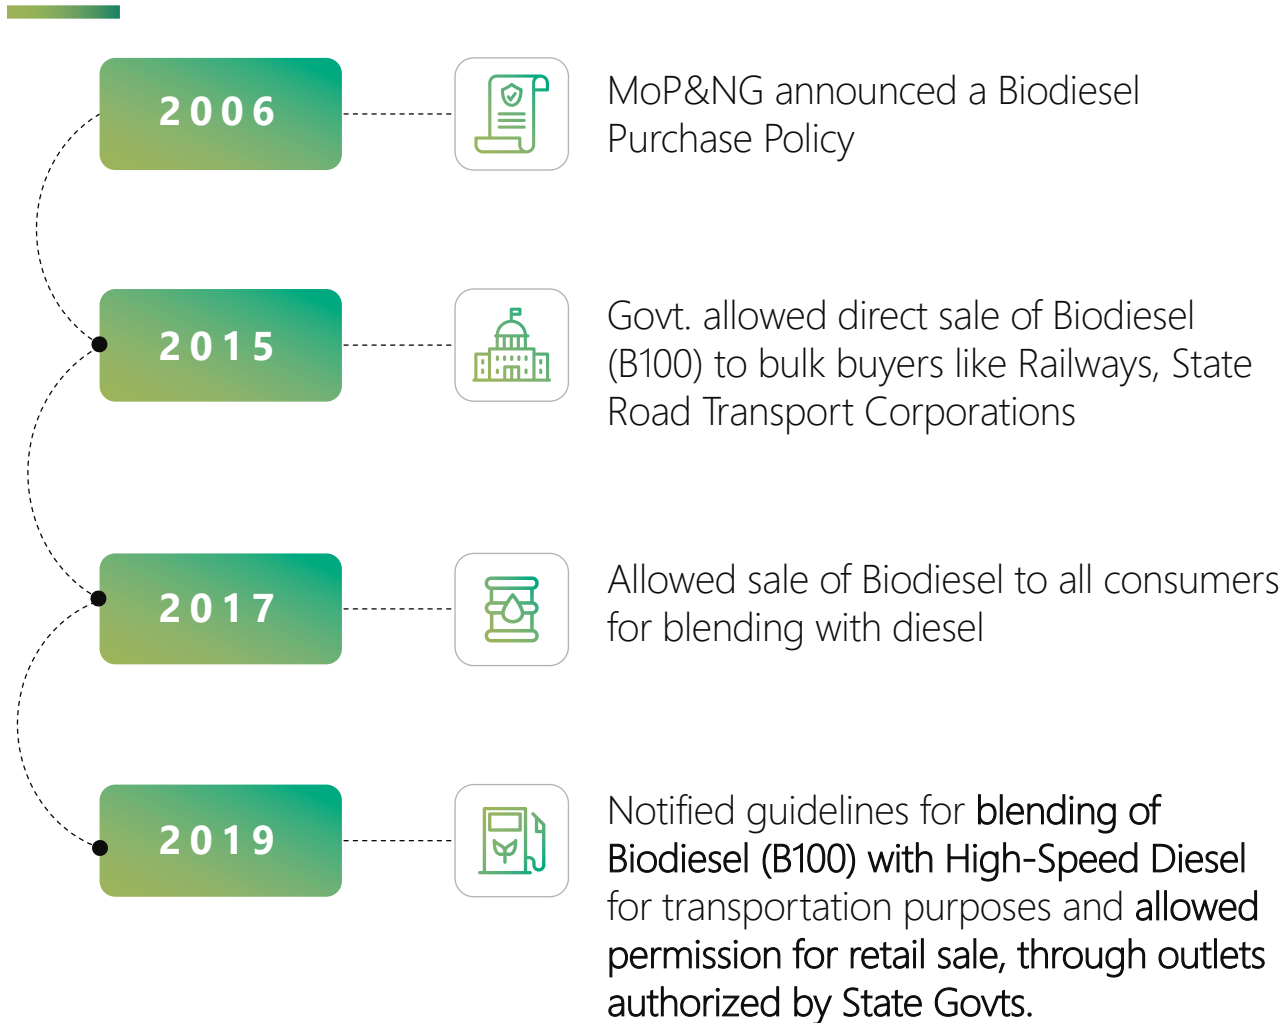 2006
MoP&NG announced a Biodiesel
Purchase Policy
2015
Govt. allowed direct sale of Biodiesel
(B100) to bulk buyers like Railways, State
Road Transport Corporations
2017
Allowed sale of Biodiesel to all consumers
for blending with diesel
2019
Notified guidelines for blending of
Biodiesel (B100) with High-Speed Diesel
for transportation purposes and allowed
permission for retail sale, through outlets
authorized by State Govts.